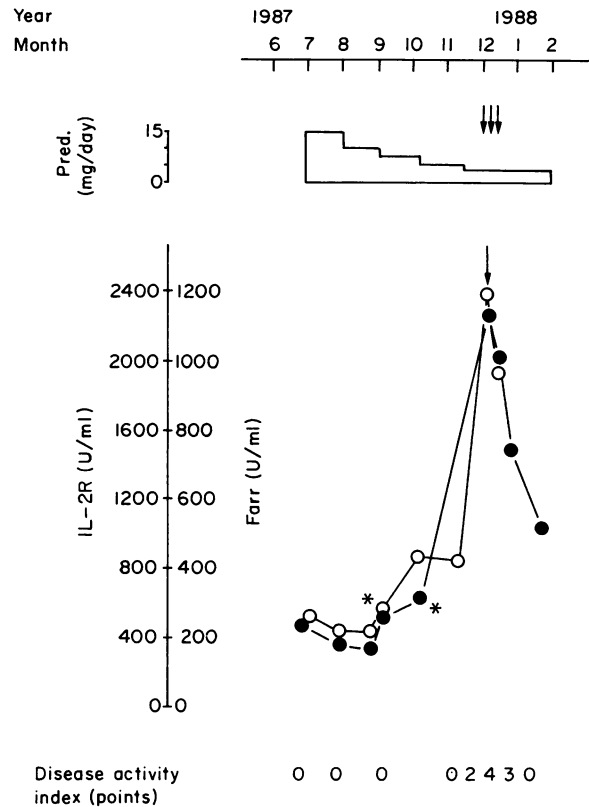 Year 1987 1988
Month 6 7 8 9 10 11 12 1 2
Pred.
(mg/day)
15
0
IL-2R (U/ml)
Farr (U/ml)
2400 1200
2000 1000
1600 800
1200 600
800 400
400 200
0 0
*
*
Disease activity
index (points)
0 0 0 0 2 4 3 0